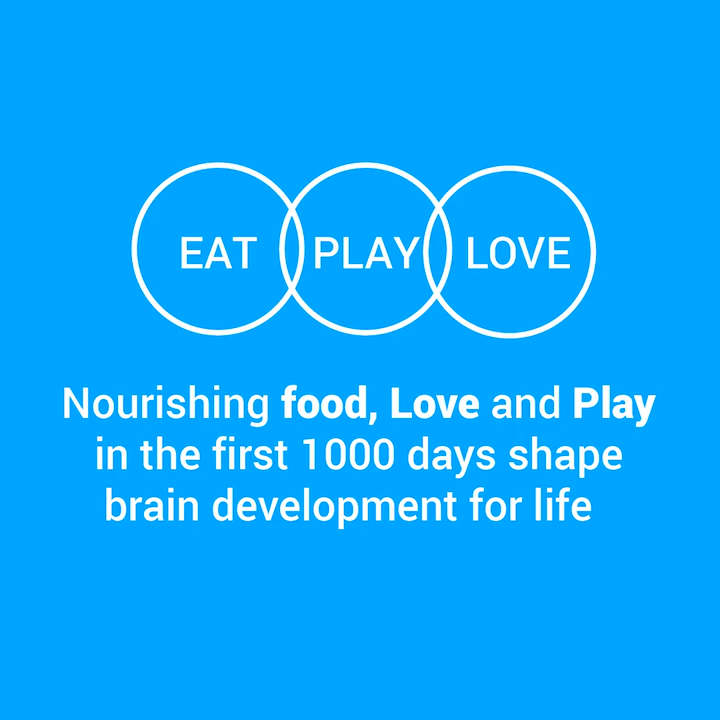 EAT PLAY LOVE
Nourishing food, Love and Play
in the first 1000 days shape
brain development for life